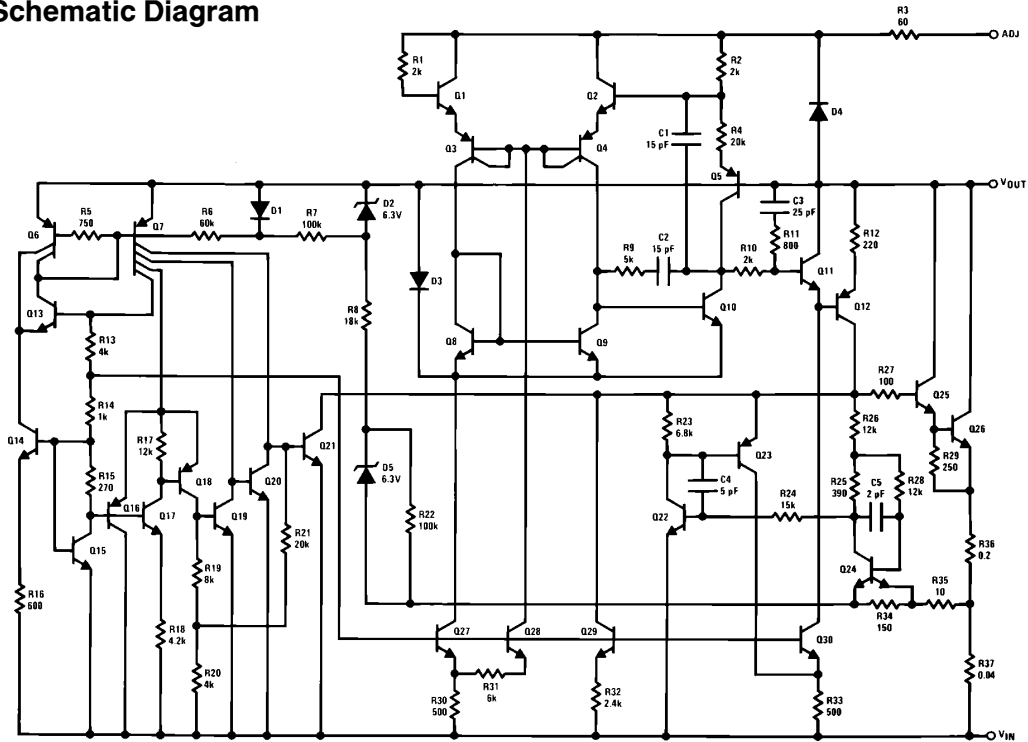 Schematic Diagram
R3
60
ADJ
R1
2k
R2
2k
Q1
Q2
D4
C1
15 pF
R4
20k
Q3
Q4
Q5
VOUT
R5
750
R6
60k
D1
R7
100k
D2
6.3V
C3
25 pF
R12
220
Q6
Q7
R11
800
R9
5k
C2
15 pF
R10
2k
Q11
D3
Q13
R8
18k
Q10
Q12
R13
4k
Q8
Q9
R27
100
Q25
R14
1k
R23
6.8k
R26
12k
Q26
Q14
R17
12k
Q21
Q23
R29
250
R15
270
Q18
Q20
D5
6.3V
C4
5 pF
R25
390
C5
2 pF
R28
12k
R24
15k
Q16
Q17
Q19
R22
100k
Q22
R21
20k
R36
0.2
Q15
Q24
R19
8k
R35
10
R16
600
R34
150
R18
4.2k
Q27
Q28
Q29
Q30
R20
4k
R37
0.04
R31
6k
R30
500
R32
2.4k
R33
500
VIN